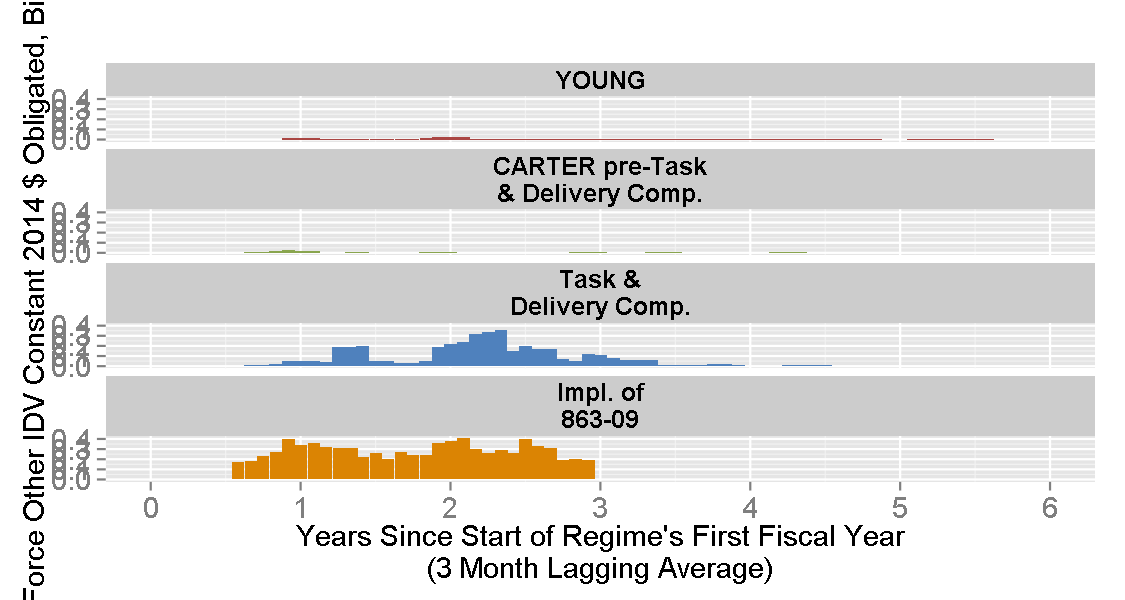 Force Other IDV Constant 2014 $ Obligated, Bi
YOUNG
0.4
0.0
CARTER pre-Task
& Delivery Comp.
0.4
0.0
Task &
Delivery Comp.
0.4
0.0
Impl. of
863-09
0.4
0.0
0 1 2 3 4 5 6
Years Since Start of Regime's First Fiscal Year
(3 Month Lagging Average)